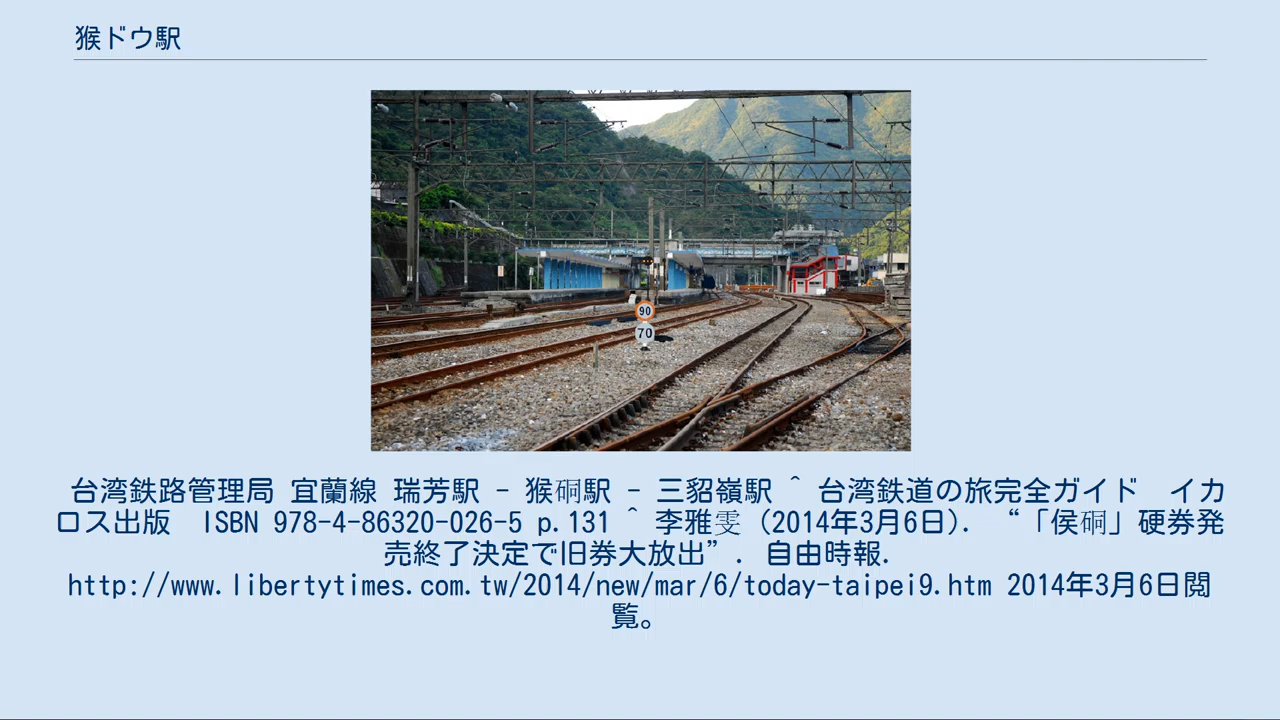 猴ドウ駅
90
70
台湾鉄路管理局 宜蘭線 瑞芳駅 - 猴硐駅 - 三貂嶺駅 ^ 台湾鉄道の旅完全ガイド　イカ
ロス出版　ISBN 978-4-86320-026-5 p.131 ^ 李雅雯 (2014年3月6日). “「侯硐」硬券発
売終了決定で旧券大放出”. 自由時報.
http://www.libertytimes.com.tw/2014/new/mar/6/today-taipei9.htm 2014年3月6日閲
覧。